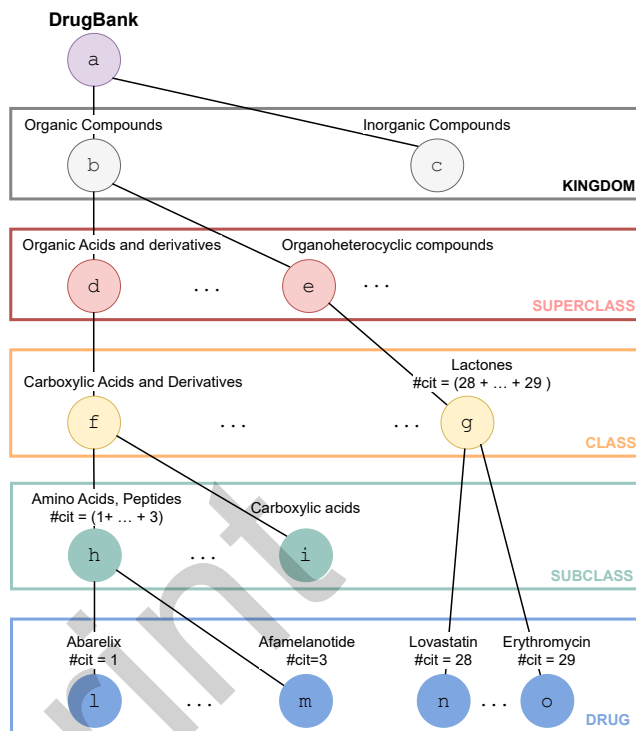 DrugBank
a
Organic Compounds Inorganic Compounds
b c
KINGDOM
Organic Acids and derivatives Organoheterocyclic compounds
d ... e ...
SUPERCLASS
Lactones
Carboxylic Acids and Derivatives #cit = (28 + ... + 29 )
f ... ... g
CLASS
Amino Acids, Peptides Carboxylic acids
#cit = (1+ ... + 3)
h ... i
SUBCLASS
Abarelix Afamelanotide Lovastatin Erythromycin
#cit = 1 #cit=3 #cit = 28 #cit = 29
l ... m n ... o
DRUG
rint